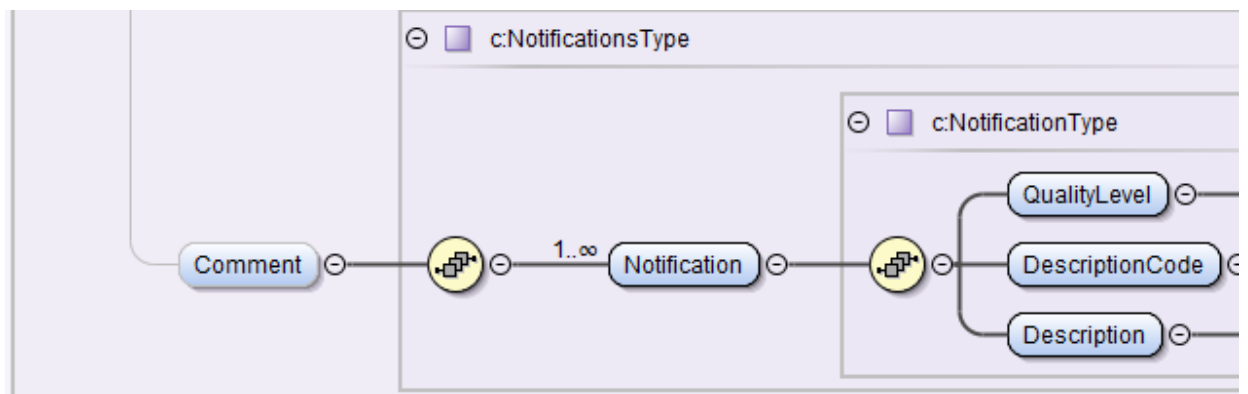 c:NotificationsType
c:NotificationType
QualityLevel
Comment
1..∞
Notification
DescriptionCode
Description